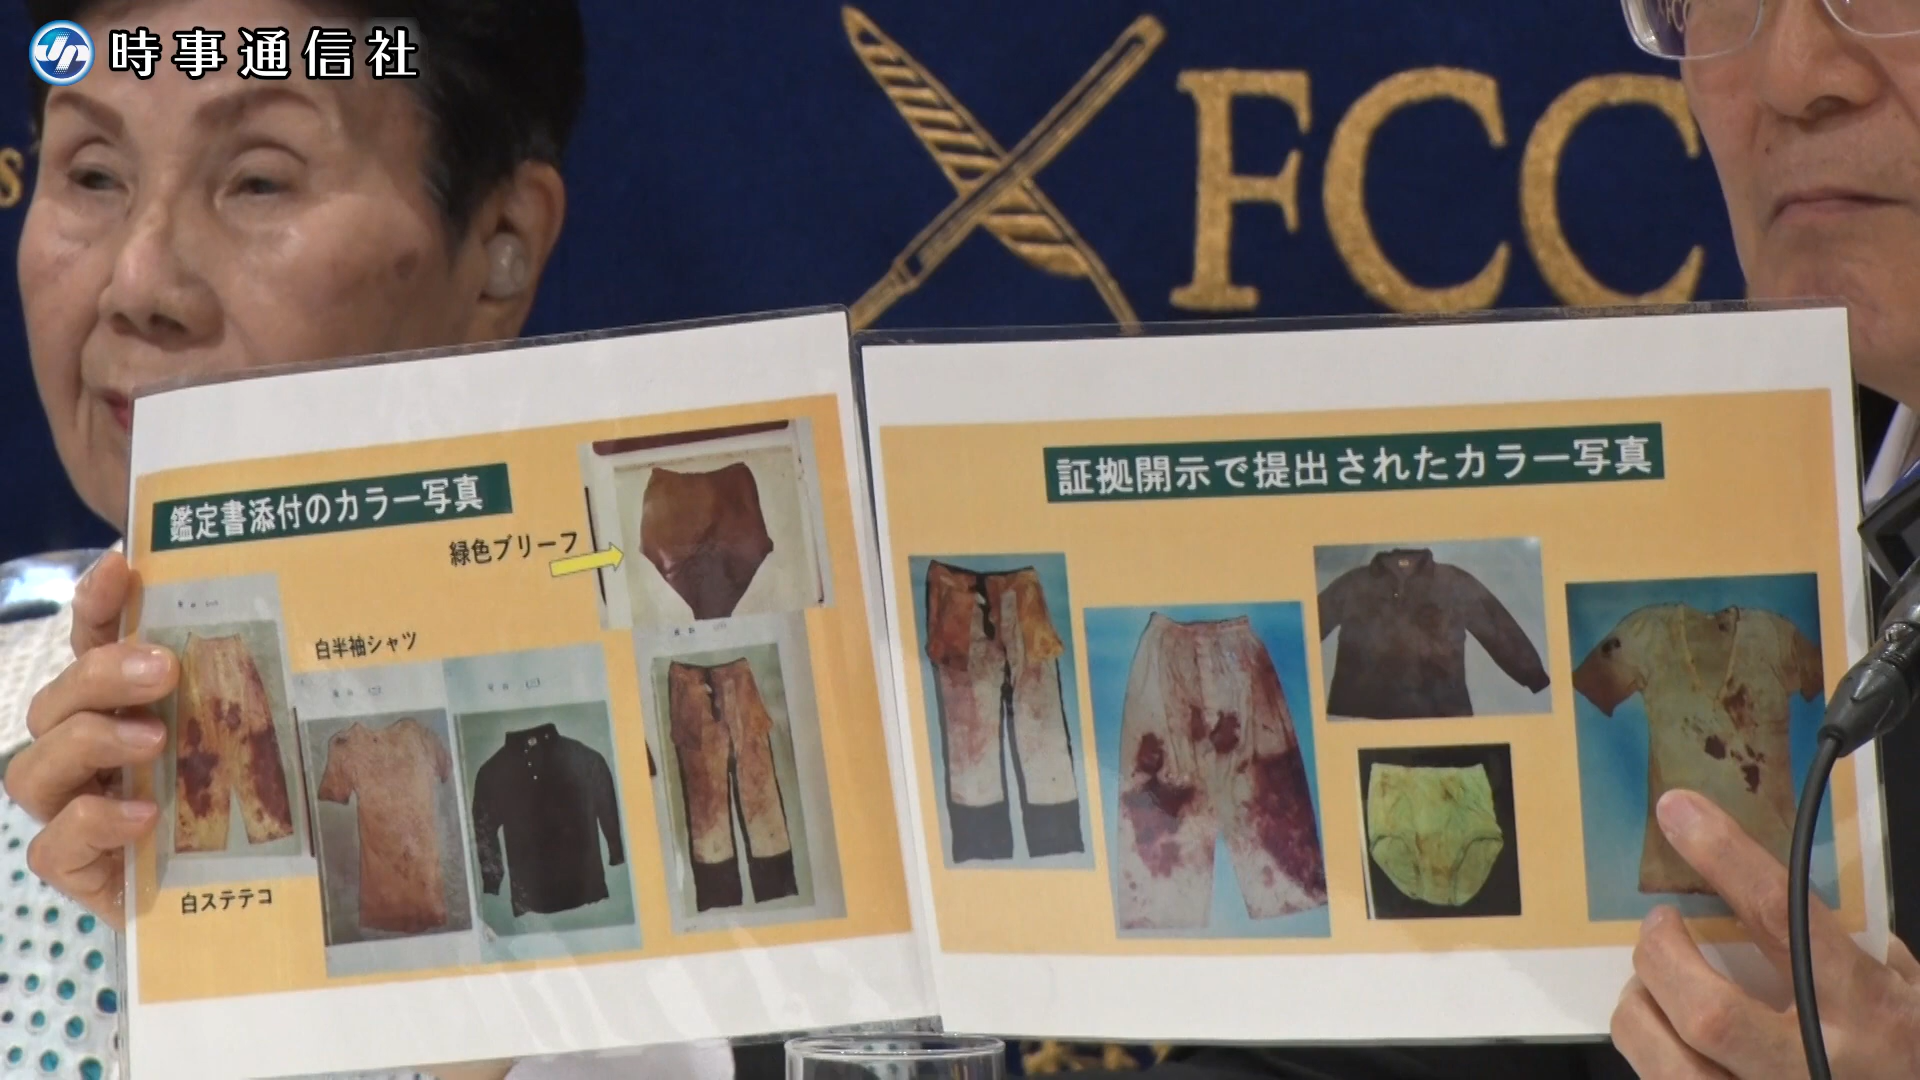 時事通信社
FCC
鑑定書添付のカラー写真
緑色ブリーフ
白半袖シャツ
白ステテコ
証拠開示で提出されたカラー写真